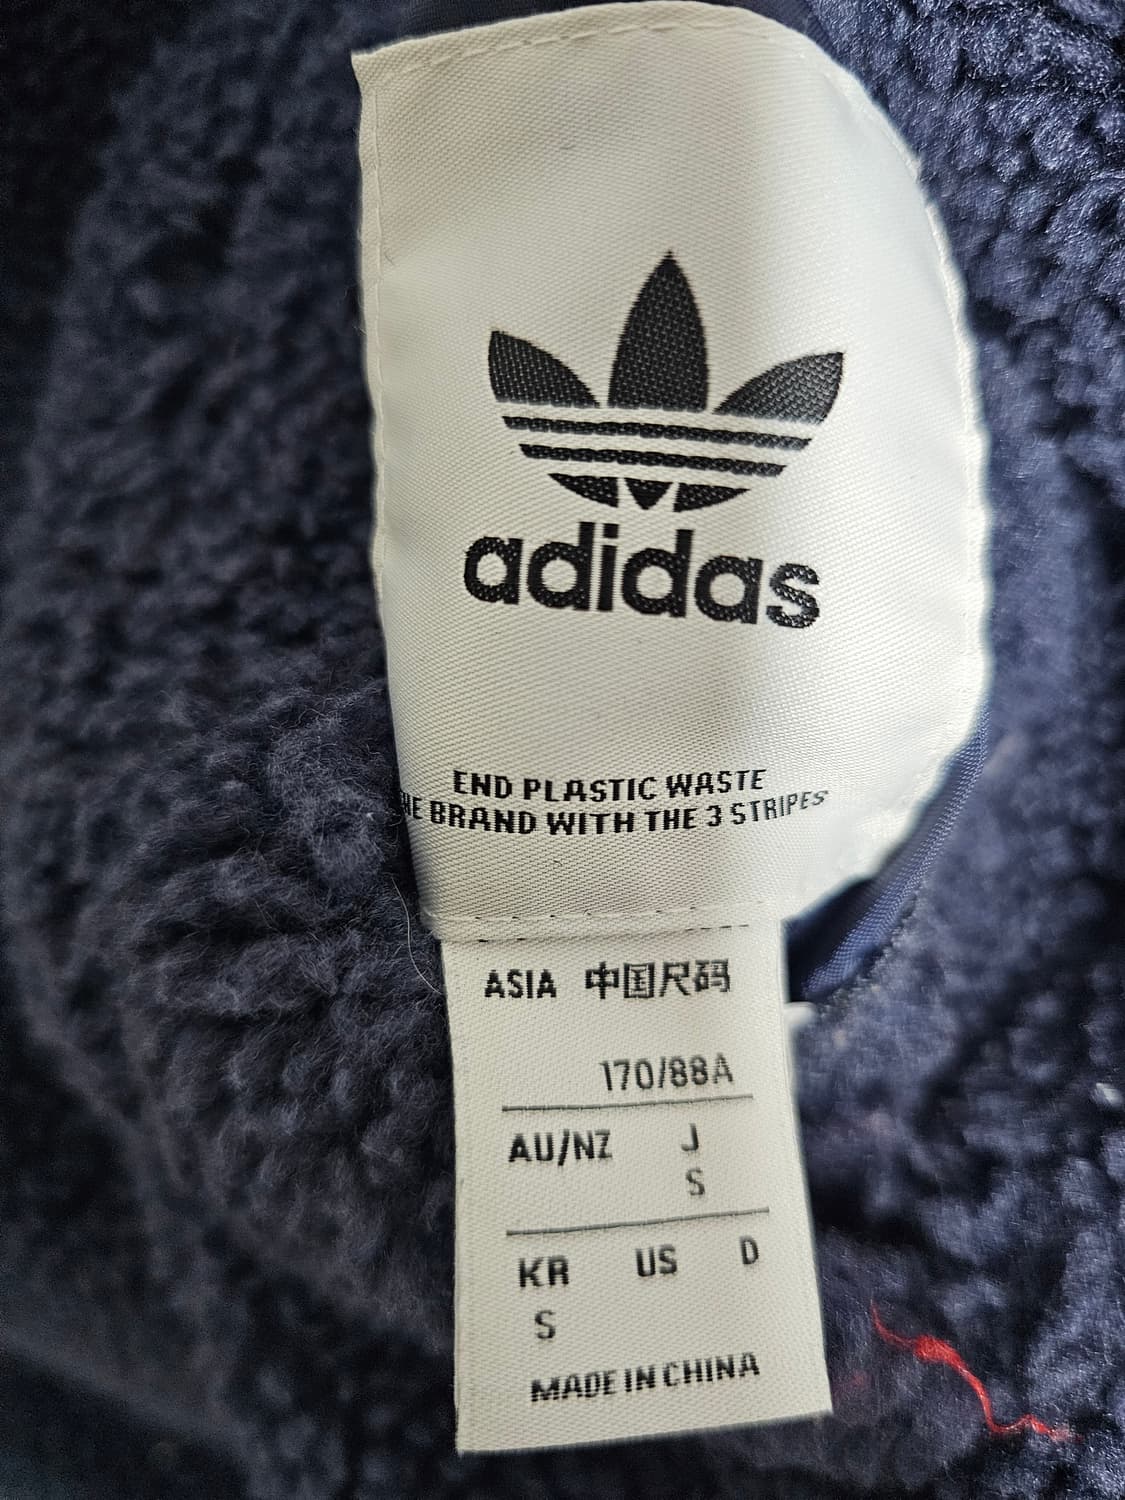 adidas
END PLASTIC WASTE
HE BRAND WITH THE 3 STRIPES
ASIA 中国尺码
170/88A
AU/NZ J
S
KR US D
S
MADE IN CHINA